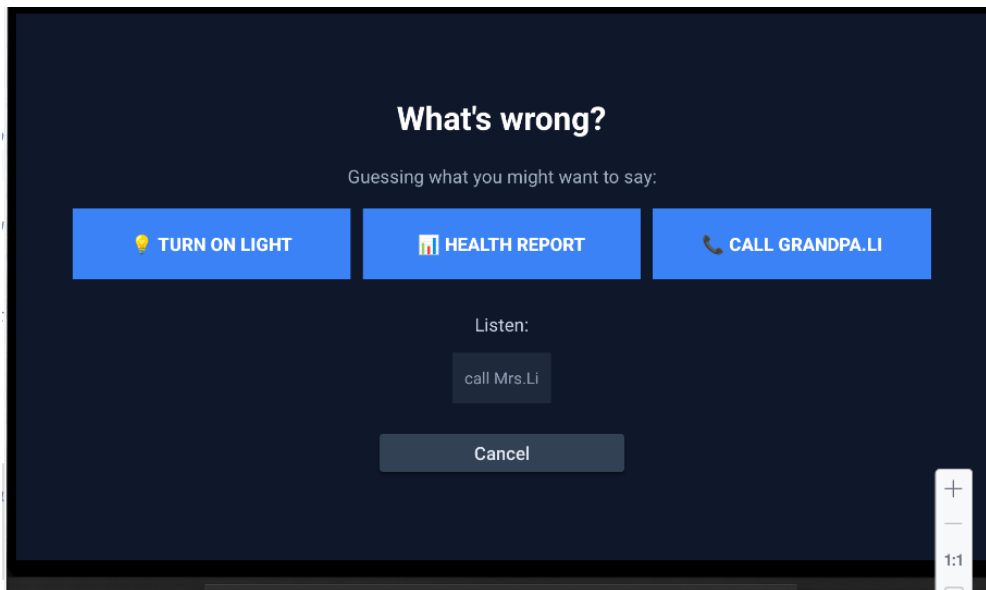 What's wrong?
Guessing what you might want to say:
💡 TURN ON LIGHT
📊 HEALTH REPORT
📞 CALL GRANDPA.LI
Listen:
call Mrs.Li
Cancel
1:1